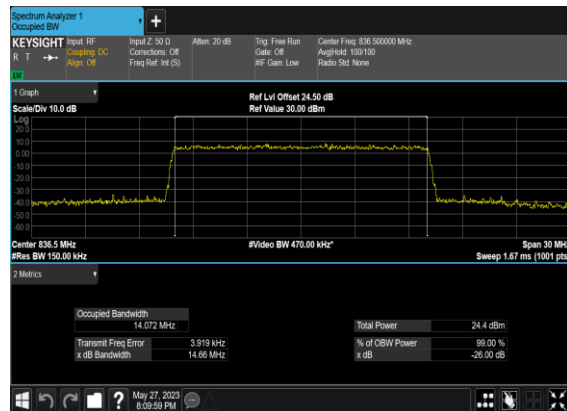 Spectrum Analyzer 1
Occupied BW
+
KEYSIGHT Input: RF Input Z: 50 Ω Atten: 20 dB Trig: Free Run Center Freq: 836.500000 MHz
R T Coupling: DC Corrections: Off Gate: Off Avg|Hold: 100/100
Align: Off Freq Ref: Int (S) #IF Gain: Low Radio Std: None
1 Graph
Ref Lvl Offset 24.50 dB
Scale/Div 10.0 dB Ref Value 30.00 dBm
Log
20.0
10.0
0.00
-10.0
-20.0
-30.0
-40.0
-50.0
-60.0
Center 836.5 MHz #Video BW 470.00 kHz* Span 30 MHz
#Res BW 150.00 kHz Sweep 1.67 ms (1001 pts
2 Metrics
Occupied Bandwidth
14.072 MHz Total Power 24.4 dBm
Transmit Freq Error 3.919 kHz % of OBW Power 99.00 %
x dB Bandwidth 14.66 MHz x dB -26.00 dB
? May 27, 2023
8:09:59 PM